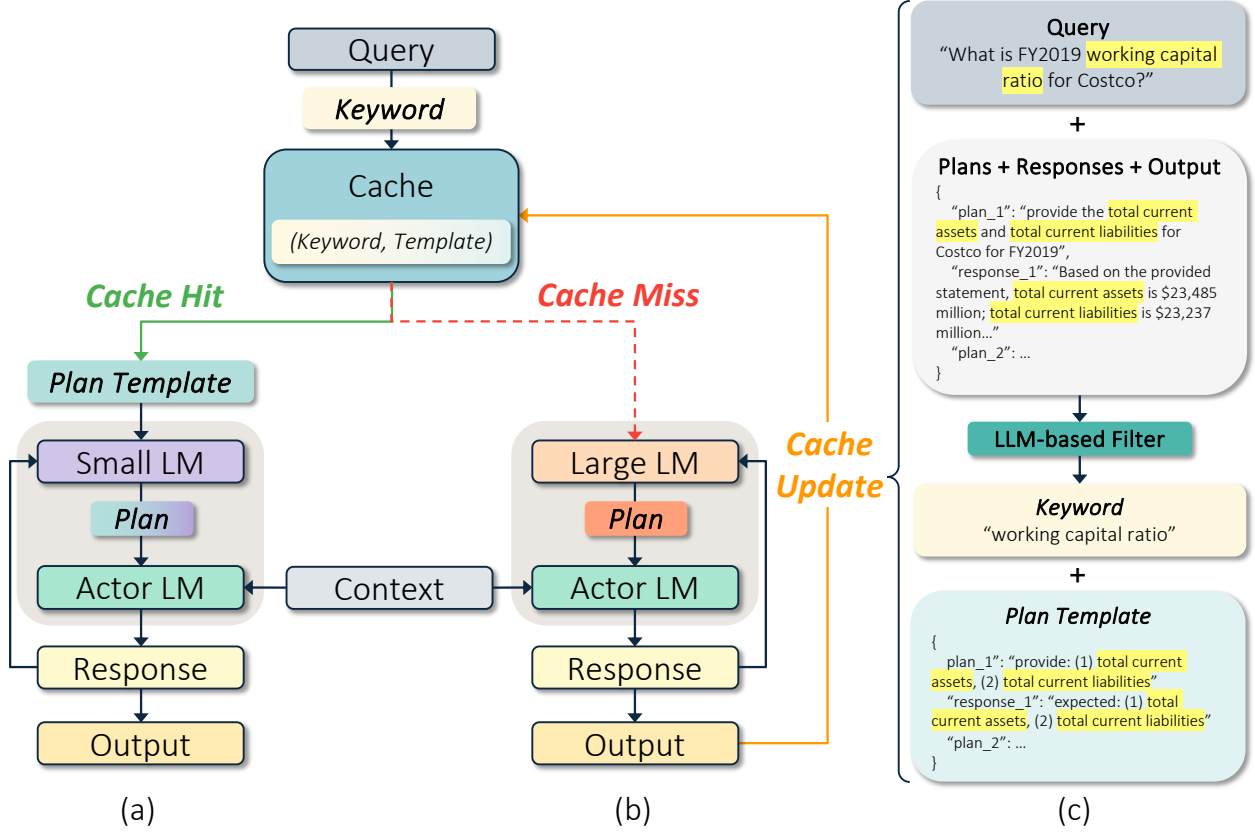 Query
Keyword
Cache
(Keyword, Template)
Cache Hit
Cache Miss
Plan Template
Small LM
Plan
Actor LM
Response
Output
Context
Large LM
Plan
Actor LM
Response
Output
Cache
Update
(a)
(b)
Query
“What is FY2019 working capital
ratio for Costco?”
+
Plans + Responses + Output
{
“plan_1”: “provide the total current
assets and total current liabilities for
Costco for FY2019”,
“response_1”: “Based on the provided
statement, total current assets is $23,485
million; total current liabilities is $23,237
million…”
“plan_2”: …
}
LLM-based Filter
Keyword
“working capital ratio”
+
Plan Template
{
plan_1”: “provide: (1) total current
assets, (2) total current liabilities”
“response_1”: “expected: (1) total
current assets, (2) total current liabilities”
“plan_2”: …
}
(c)